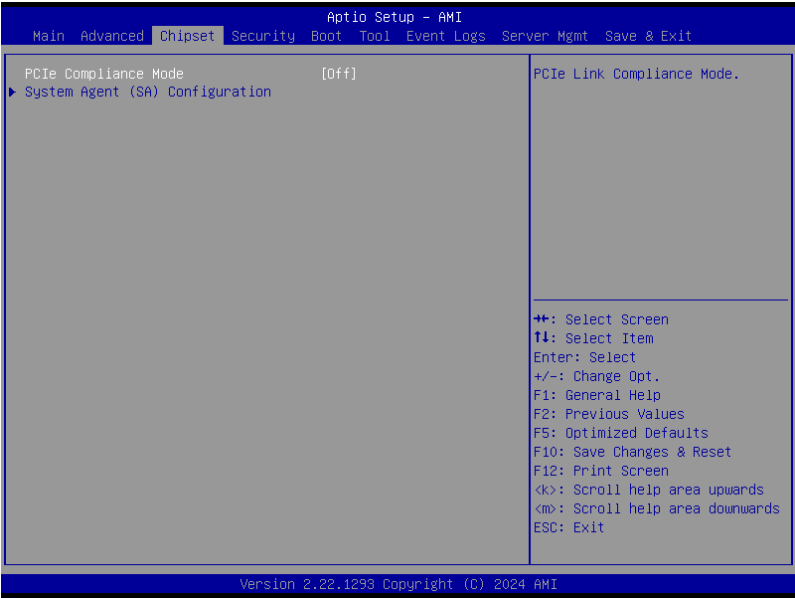 Aptio Setup - AMI
Main Advanced Chipset Security Boot Tool Event Logs Server Mgmt Save & Exit
PCIe Compliance Mode [Off]
System Agent (SA) Configuration
PCIe Link Compliance Mode.
→←: Select Screen
↑↓: Select Item
Enter: Select
+/-: Change Opt.
F1: General Help
F2: Previous Values
F5: Optimized Defaults
F10: Save Changes & Reset
F12: Print Screen
<k>: Scroll help area upwards
<m>: Scroll help area downwards
ESC: Exit
Version 2.22.1293 Copyright (C) 2024 AMI